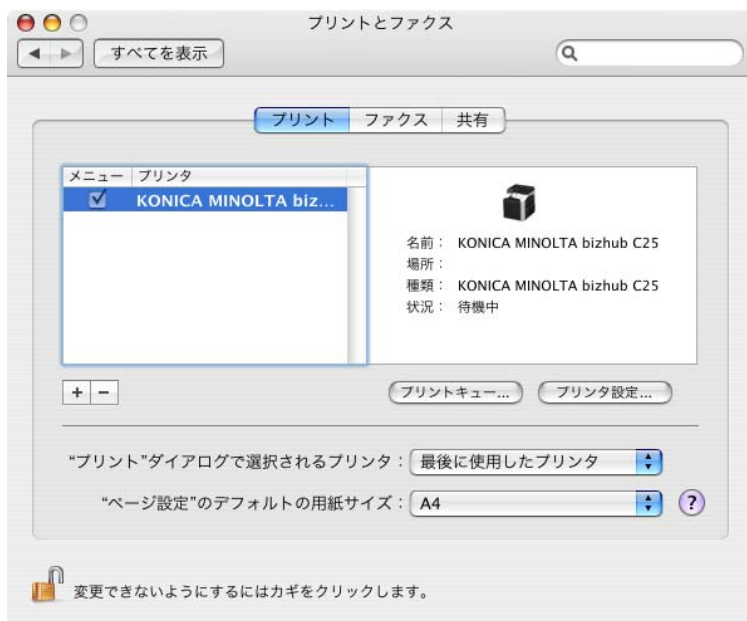 プリントとファクス
すべてを表示
プリント ファクス 共有
メニュー プリンタ
KONICA MINOLTA biz...
名前： KONICA MINOLTA bizhub C25
場所：
種類： KONICA MINOLTA bizhub C25
状況： 待機中
+ −
プリントキュー... プリンタ設定...
“プリント”ダイアログで選択されるプリンタ： 最後に使用したプリンタ
“ページ設定”のデフォルトの用紙サイズ： A4 ?
変更できないようにするにはカギをクリックします。